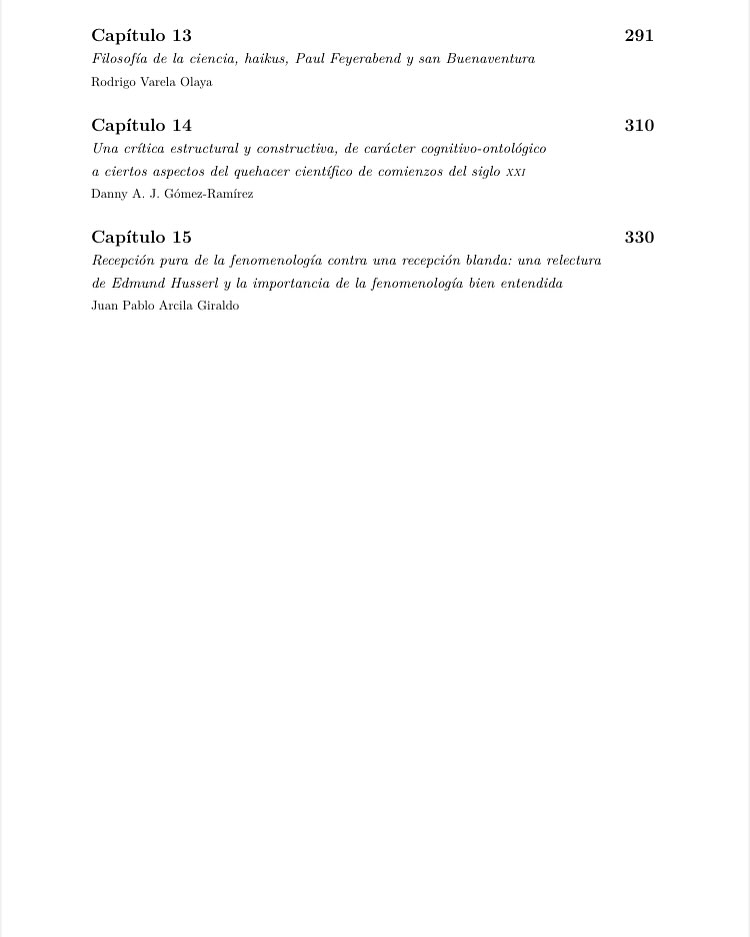 Capítulo 13 291
Filosofía de la ciencia, haikus, Paul Feyerabend y san Buenaventura
Rodrigo Varela Olaya
Capítulo 14 310
Una crítica estructural y constructiva, de carácter cognitivo-ontológico
a ciertos aspectos del quehacer científico de comienzos del siglo XXI
Danny A. J. Gómez-Ramírez
Capítulo 15 330
Recepción pura de la fenomenología contra una recepción blanda: una relectura
de Edmund Husserl y la importancia de la fenomenología bien entendida
Juan Pablo Arcila Giraldo